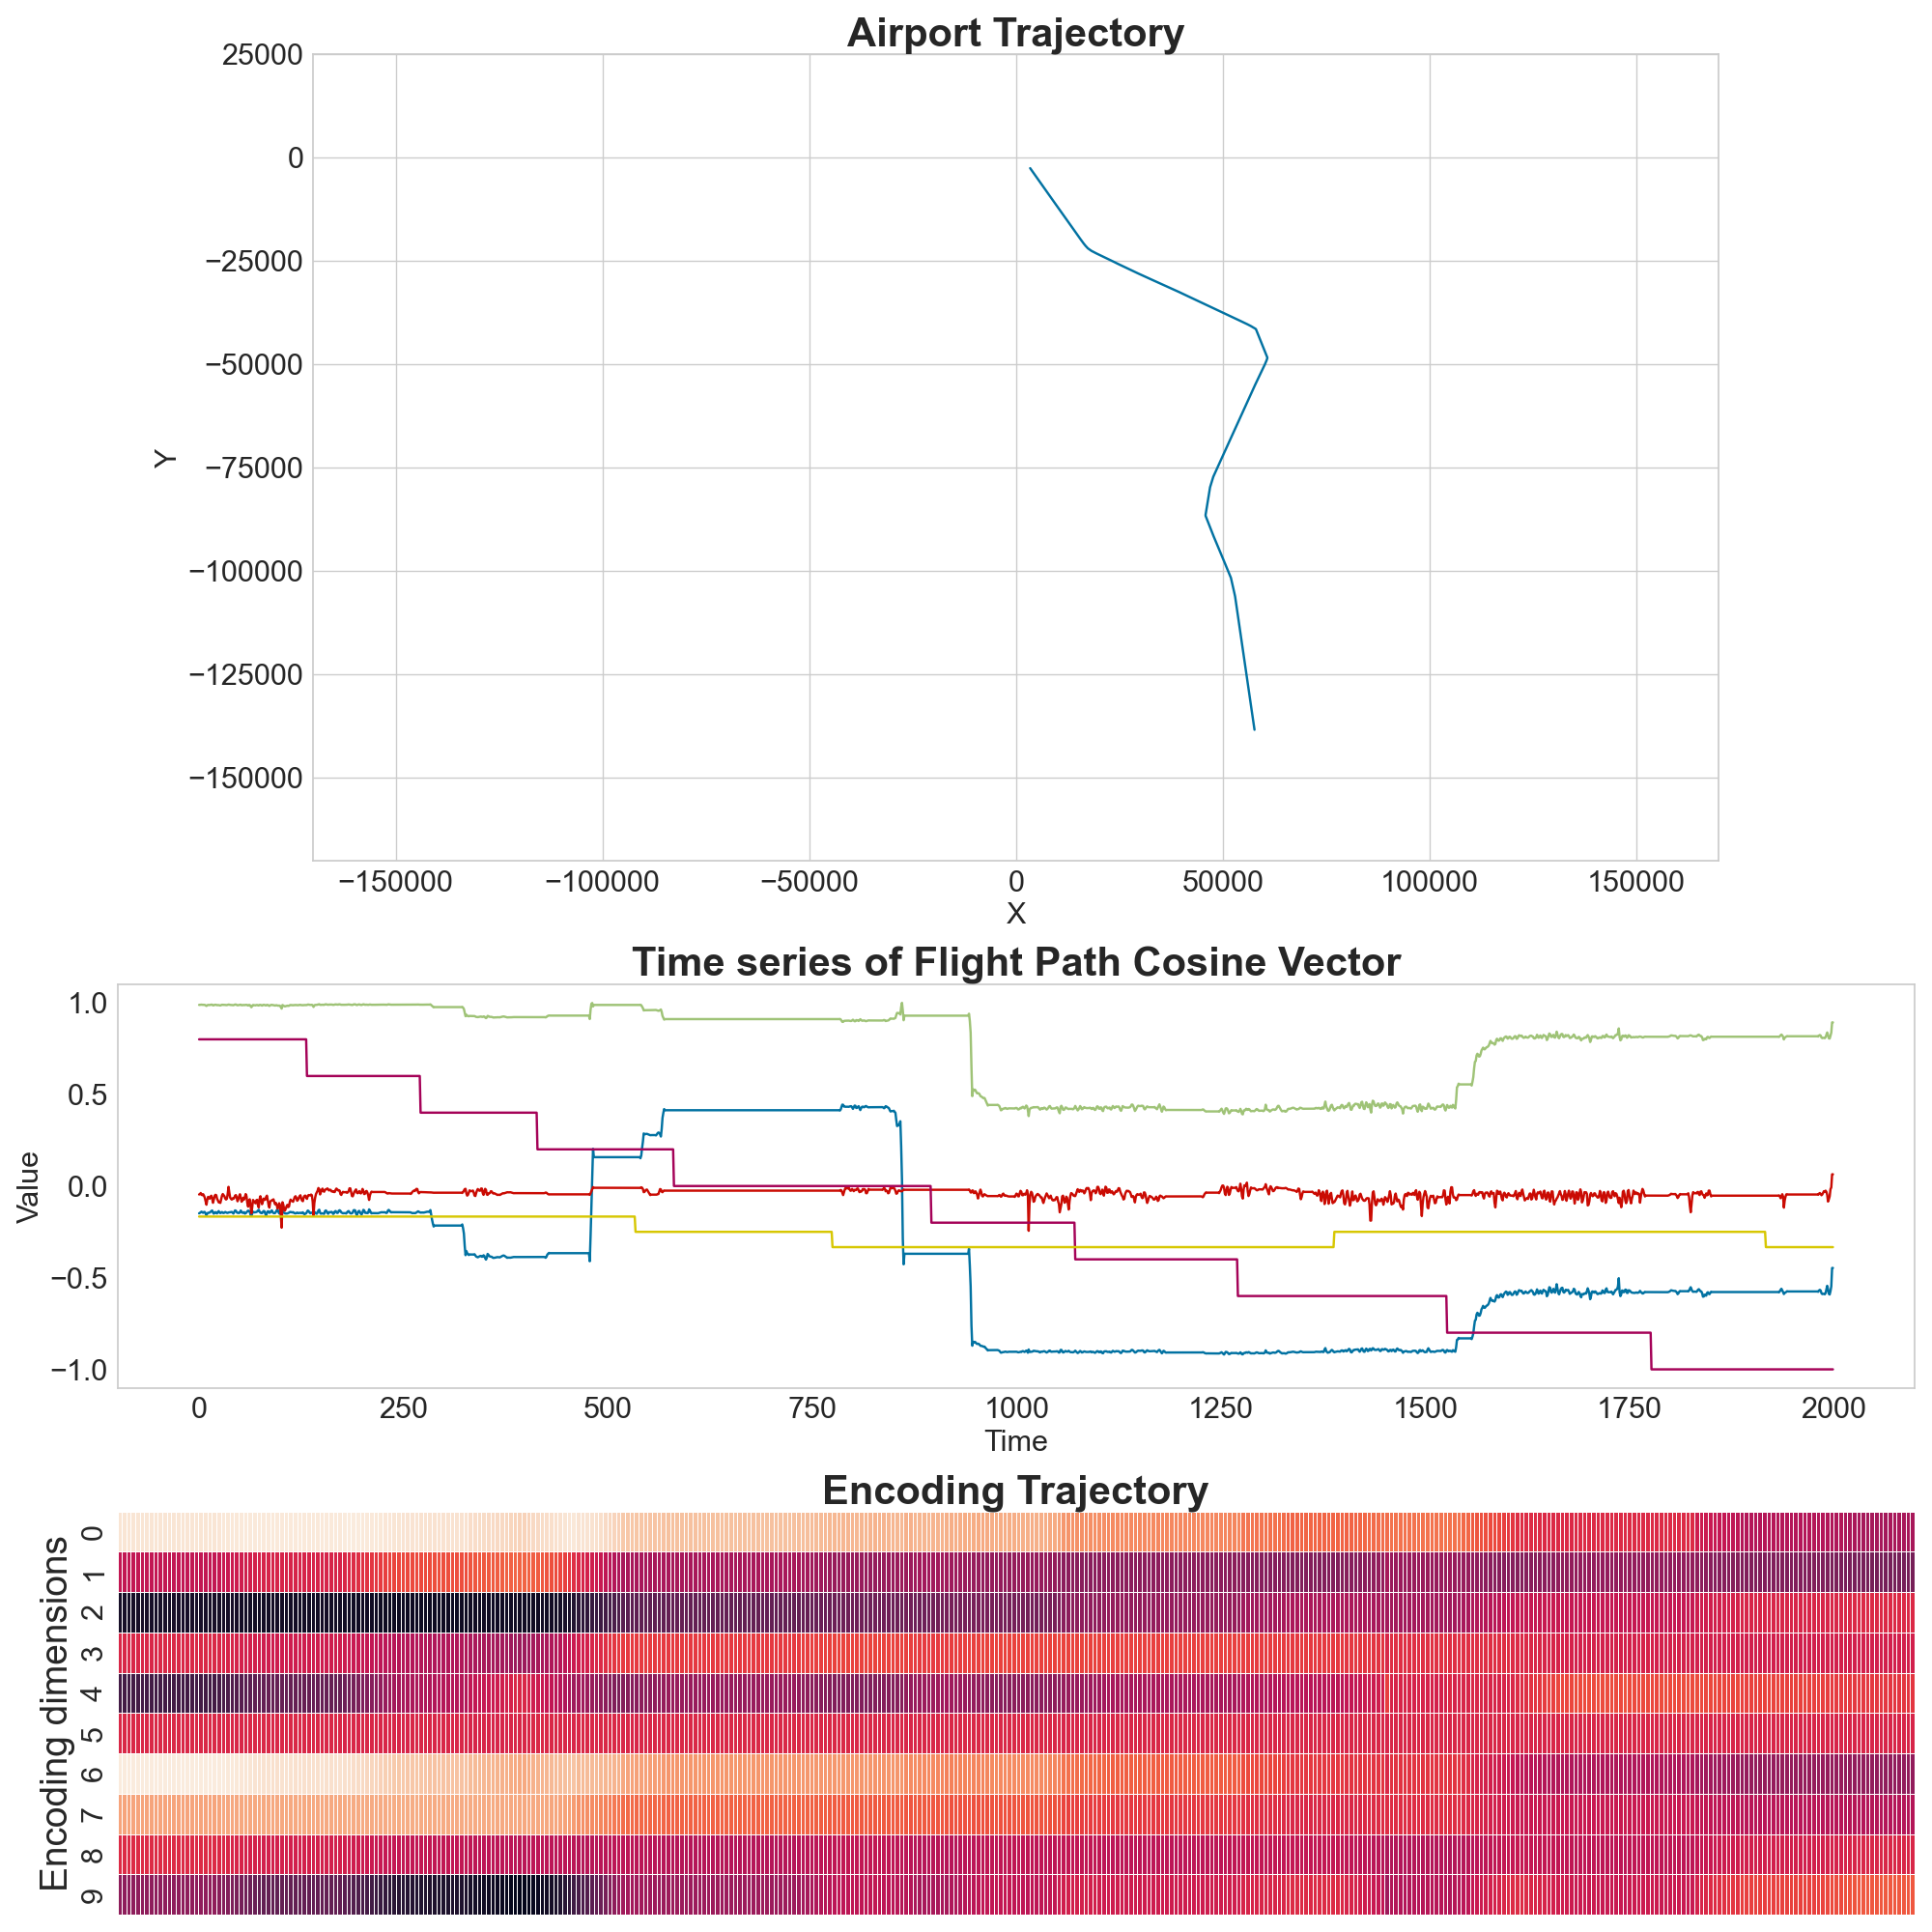 Airport Trajectory
25000
0
−25000
−50000
−75000
−100000
−125000
−150000
Y
−150000 −100000 −50000 0 50000 100000 150000
X
Time series of Flight Path Cosine Vector
1.0
0.5
0.0
−0.5
−1.0
Value
0 250 500 750 1000 1250 1500 1750 2000
Time
Encoding Trajectory
0
1
2
3
4
5
6
7
8
9
Encoding dimensions